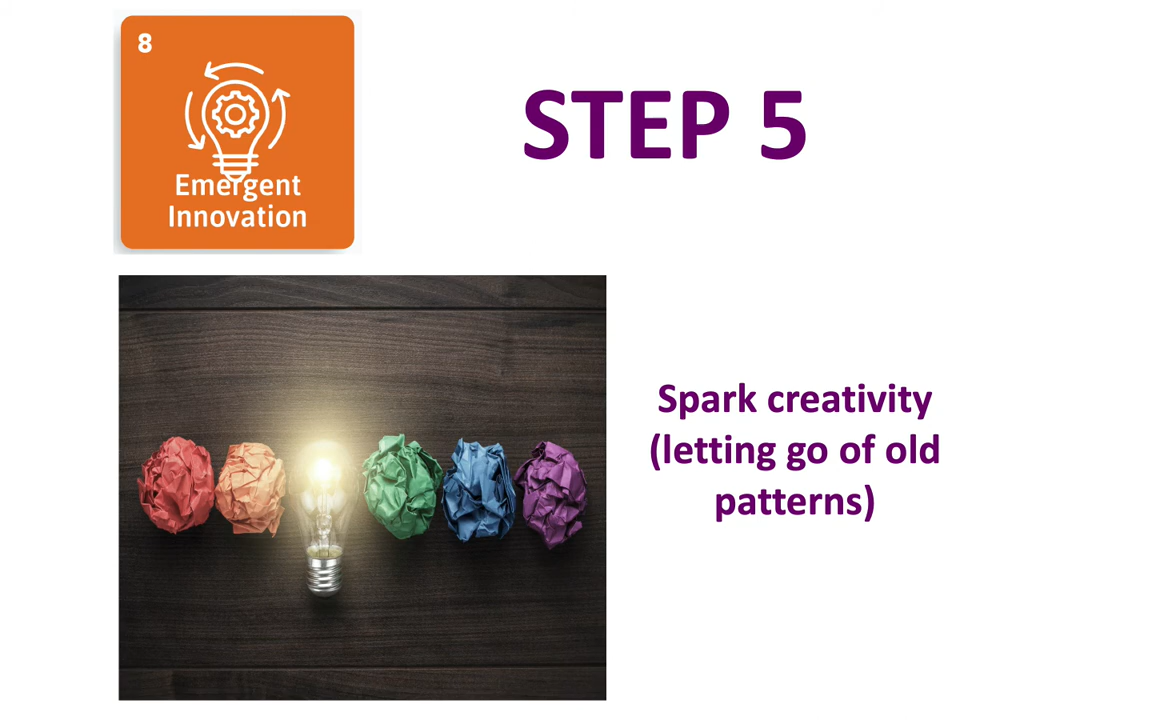 8
Emergent
Innovation
STEP 5
Spark creativity
(letting go of old
patterns)